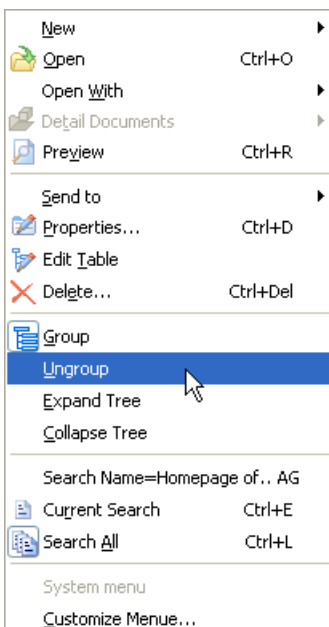 New
Open Ctrl+O
Open With
Detail Documents
Preview Ctrl+R
Send to
Properties... Ctrl+D
Edit Table
Delete... Ctrl+Del
Group
Ungroup
Expand Tree
Collapse Tree
Search Name=Homepage of.. AG
Current Search Ctrl+E
Search All Ctrl+L
System menu
Customize Menue...